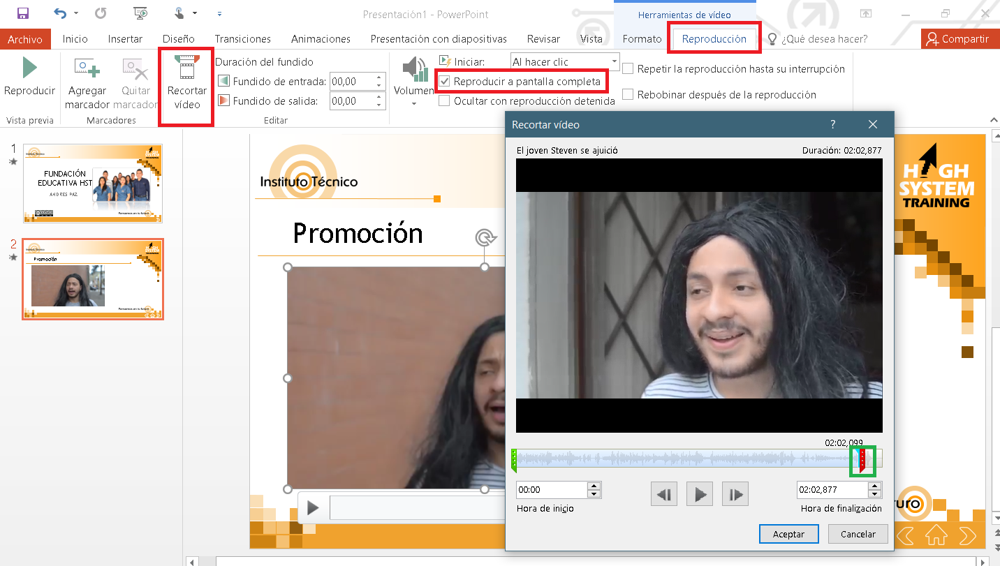 Presentación1 - PowerPoint
Herramientas de vídeo
Archivo
Inicio
Insertar
Diseño
Transiciones
Animaciones
Presentación con diapositivas
Revisar
Vista
Formato
Reproducción
¿Qué desea hacer?
Compartir
Reproducir
Vista previa
Agregar
marcador
Quitar
marcador
Marcadores
Recortar
vídeo
Duración del fundido
Fundido de entrada: 00,00
Fundido de salida: 00,00
Editar
Volumen
Iniciar: Al hacer clic
Reproducir a pantalla completa
Ocultar con reproducción detenida
Repetir la reproducción hasta su interrupción
Rebobinar después de la reproducción
1
FUNDACIÓN
EDUCATIVA HST
ANDRES PAZ
2
Promoción
Instituto Técnico
Promoción
HIGH
SYSTEM
TRAINING
Recortar vídeo
?
El joven Steven se ajuició
Duración: 02:02,877
02:02,099
00:00
02:02,877
Hora de inicio
Hora de finalización
Aceptar
Cancelar
uro